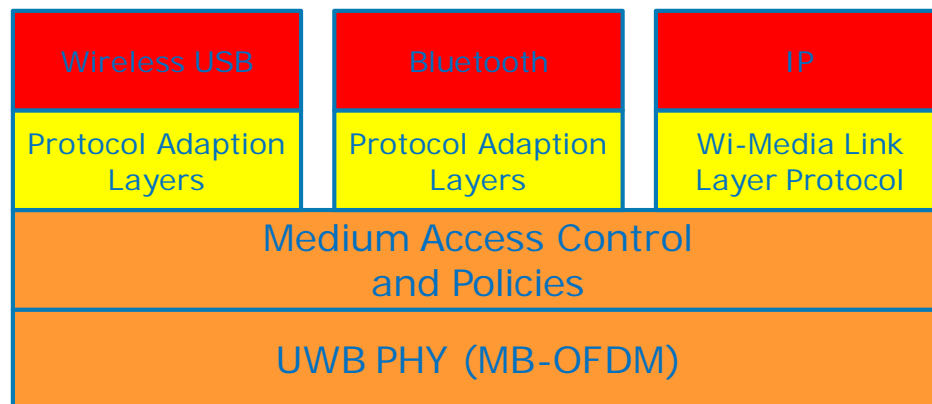 Wireless USB
Bluetooth
IP
Protocol Adaption
Layers
Protocol Adaption
Layers
Wi-Media Link
Layer Protocol
Medium Access Control
and Policies
UWB PHY (MB-OFDM)